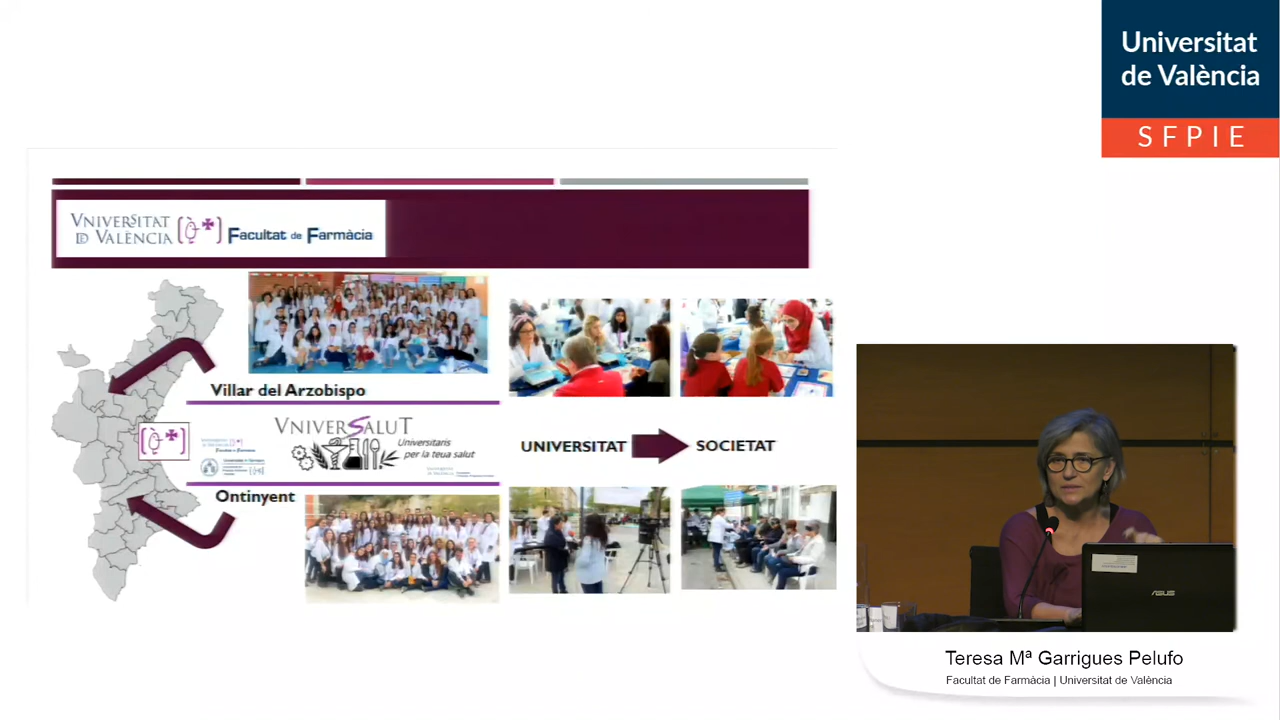 Universitat
de València
SFPIE
VNIVERSITAT
DE VALÈNCIA
Facultat de Farmàcia
Villar del Arzobispo
VNIVERSALUT
Universitaris
per la teua salut
UNIVERSITAT
SOCIETAT
Ontinyent
ASUS
Teresa Mª Garrigues Pelufo
Facultat de Farmàcia | Universitat de València